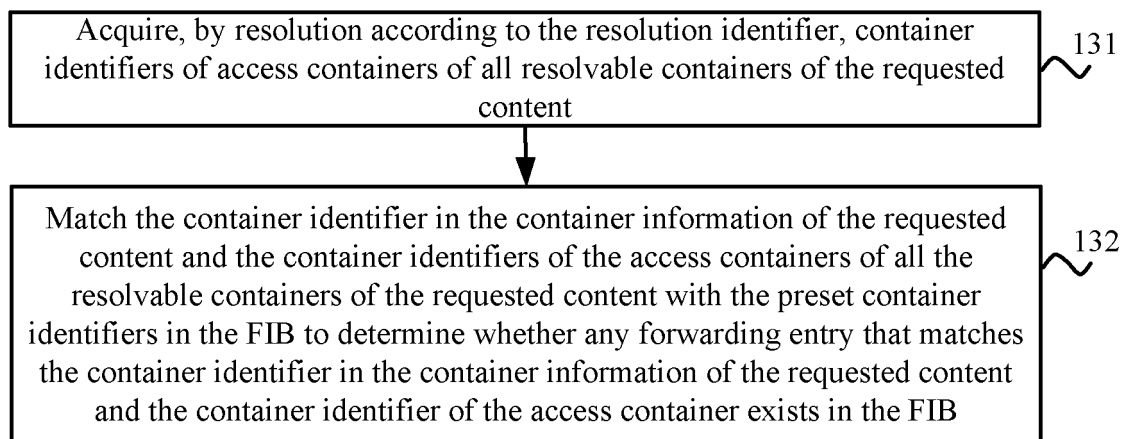 Acquire, by resolution according to the resolution identifier, container
identifiers of access containers of all resolvable containers of the requested
content
131
Match the container identifier in the container information of the requested
content and the container identifiers of the access containers of all the
resolvable containers of the requested content with the preset container
identifiers in the FIB to determine whether any forwarding entry that matches
the container identifier in the container information of the requested content
and the container identifier of the access container exists in the FIB
132